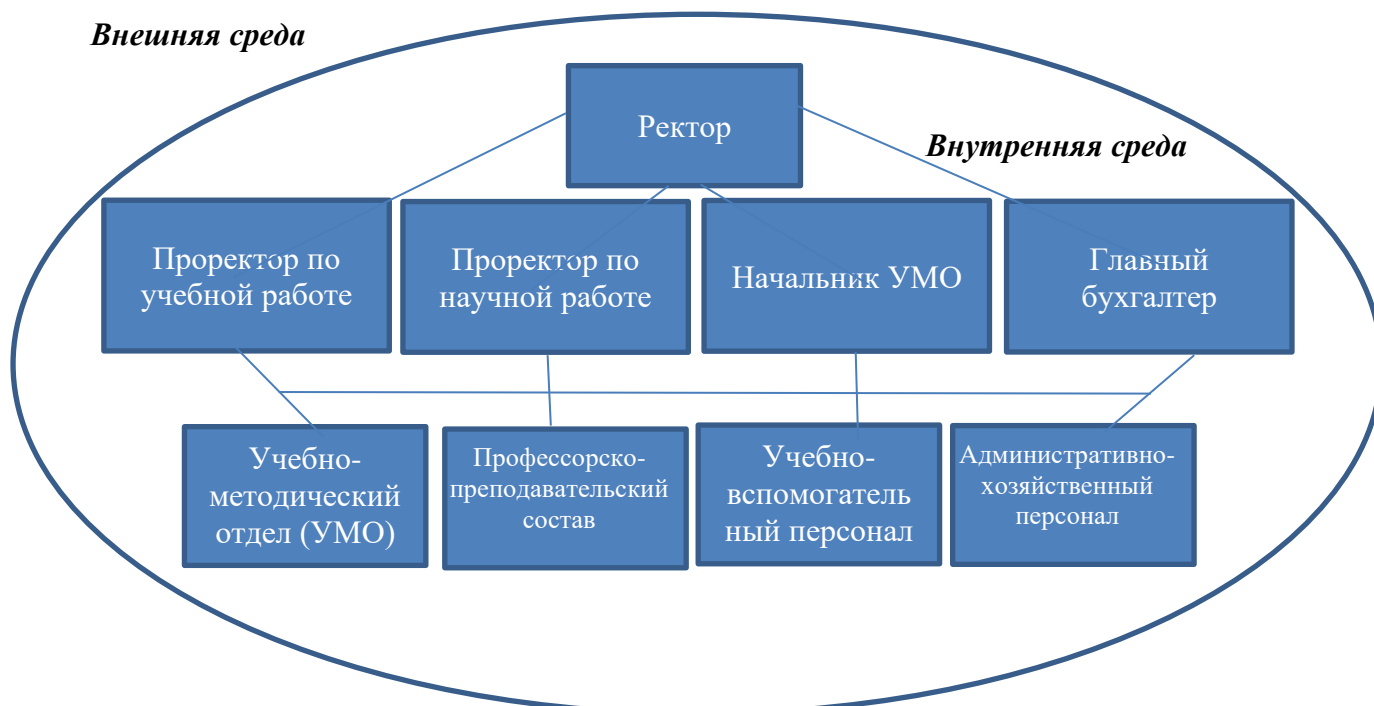 Внешняя среда
Ректор
Внутренняя среда
Проректор по
учебной работе
Проректор по
научной работе
Начальник УМО
Главный
бухгалтер
Учебно-
методический
отдел (УМО)
Профессорско-
преподавательский
состав
Учебно-
вспомогатель
ный персонал
Административно-
хозяйственный
персонал